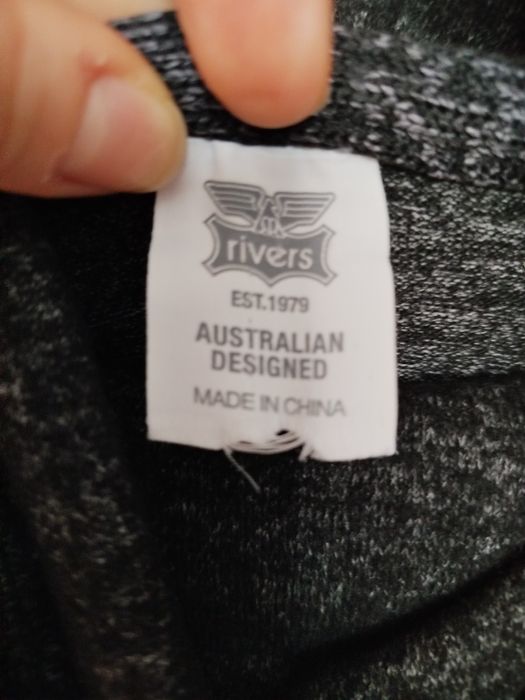 rivers
EST.1979
AUSTRALIAN
DESIGNED
MADE IN CHINA